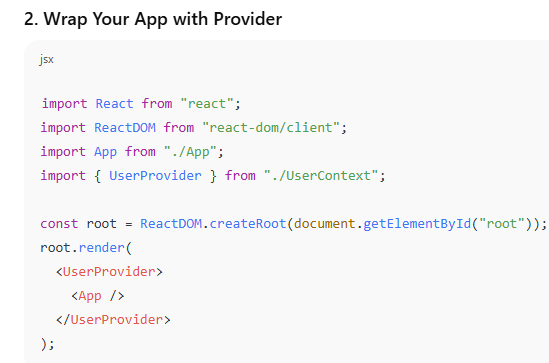 2. Wrap Your App with Provider
jsx
import React from "react";
import ReactDOM from "react-dom/client";
import App from "./App";
import { UserProvider } from "./UserContext";
const root = ReactDOM.createRoot(document.getElementById("root"));
root.render(
  <UserProvider>
    <App />
  </UserProvider>
);